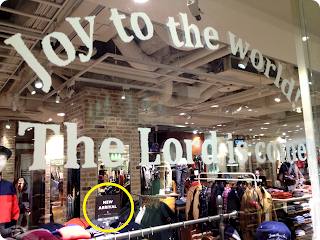 Joy to the world!
The Lord is come
NEW
ARRIVAL